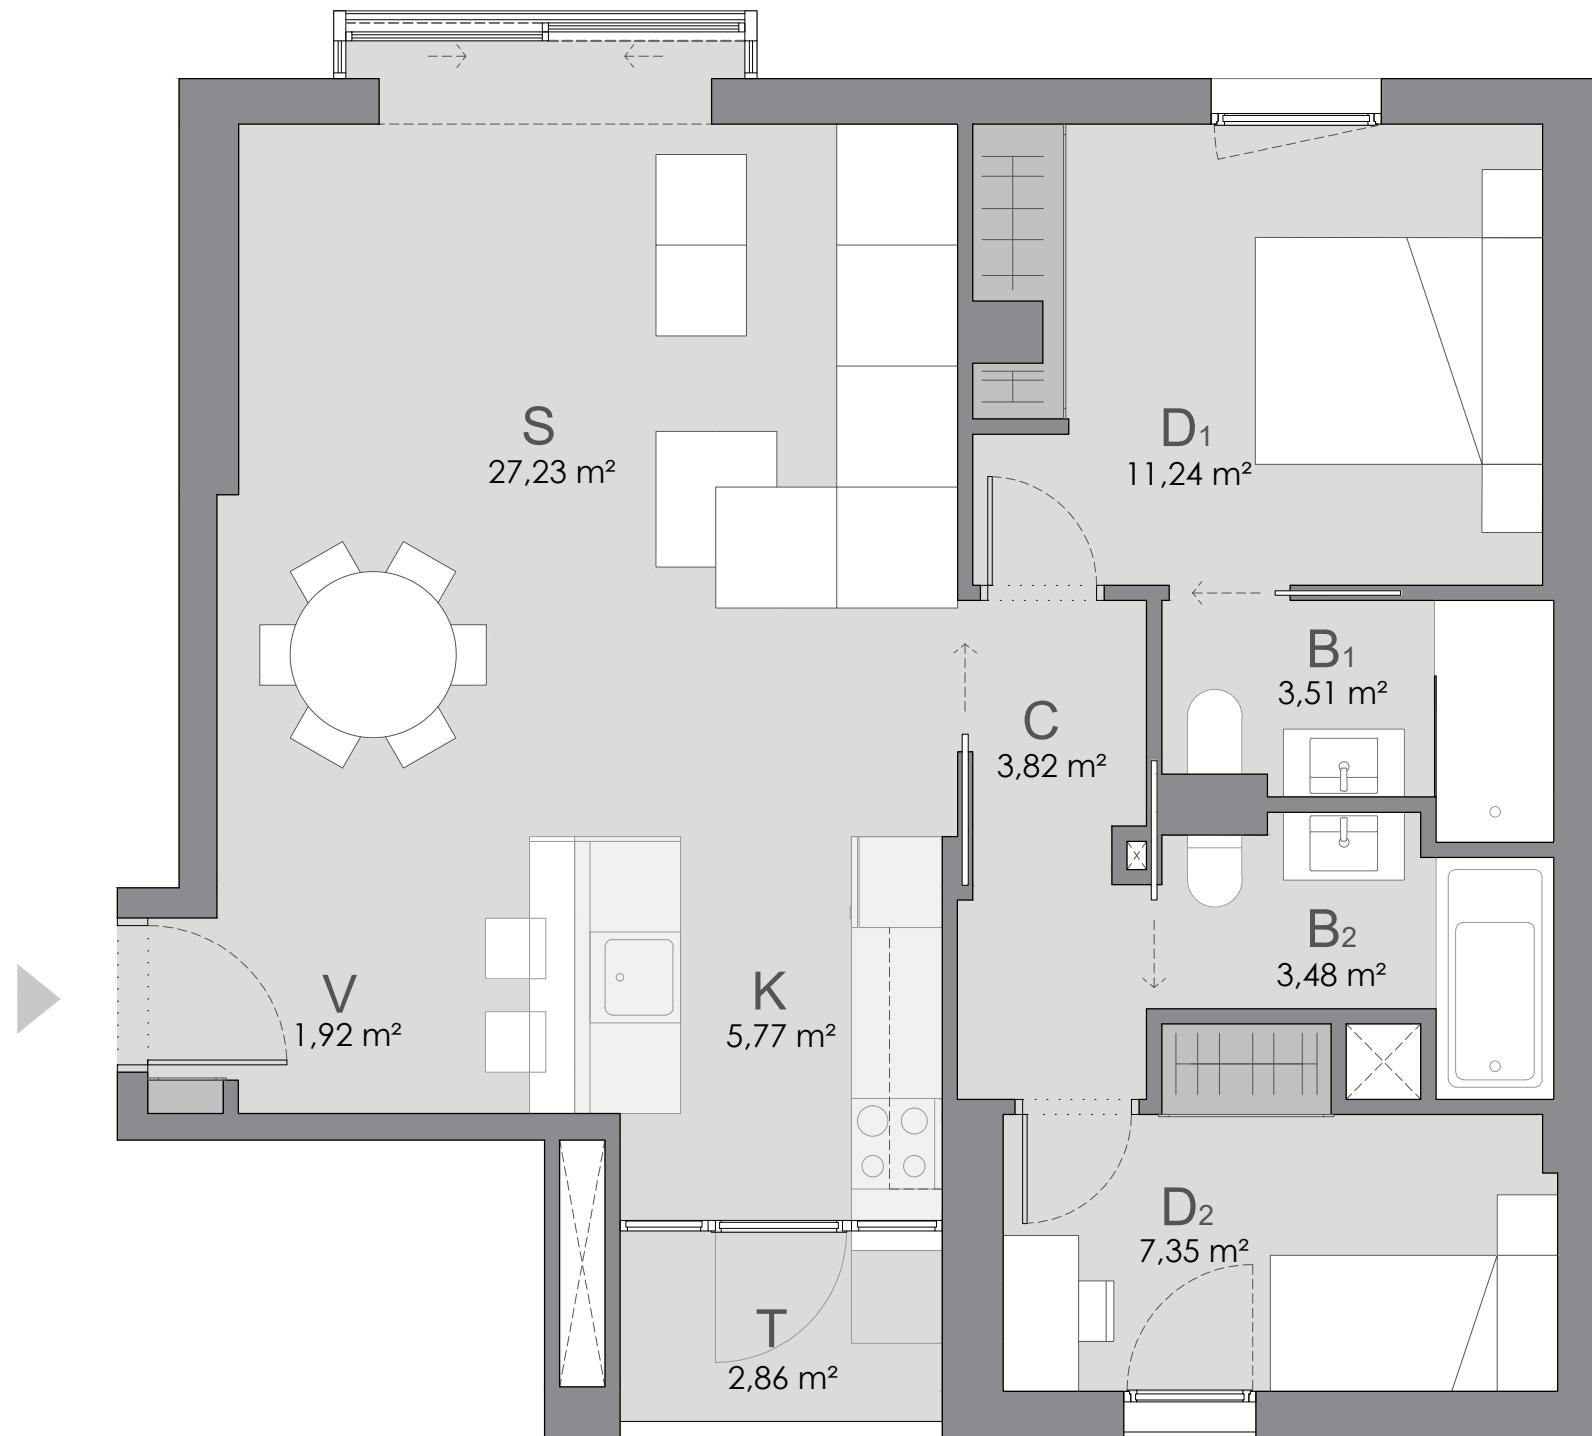 S
27,23 m²
D1
11,24 m²
B1
3,51 m²
C
3,82 m²
B2
3,48 m²
V
1,92 m²
K
5,77 m²
D2
7,35 m²
T
2,86 m²